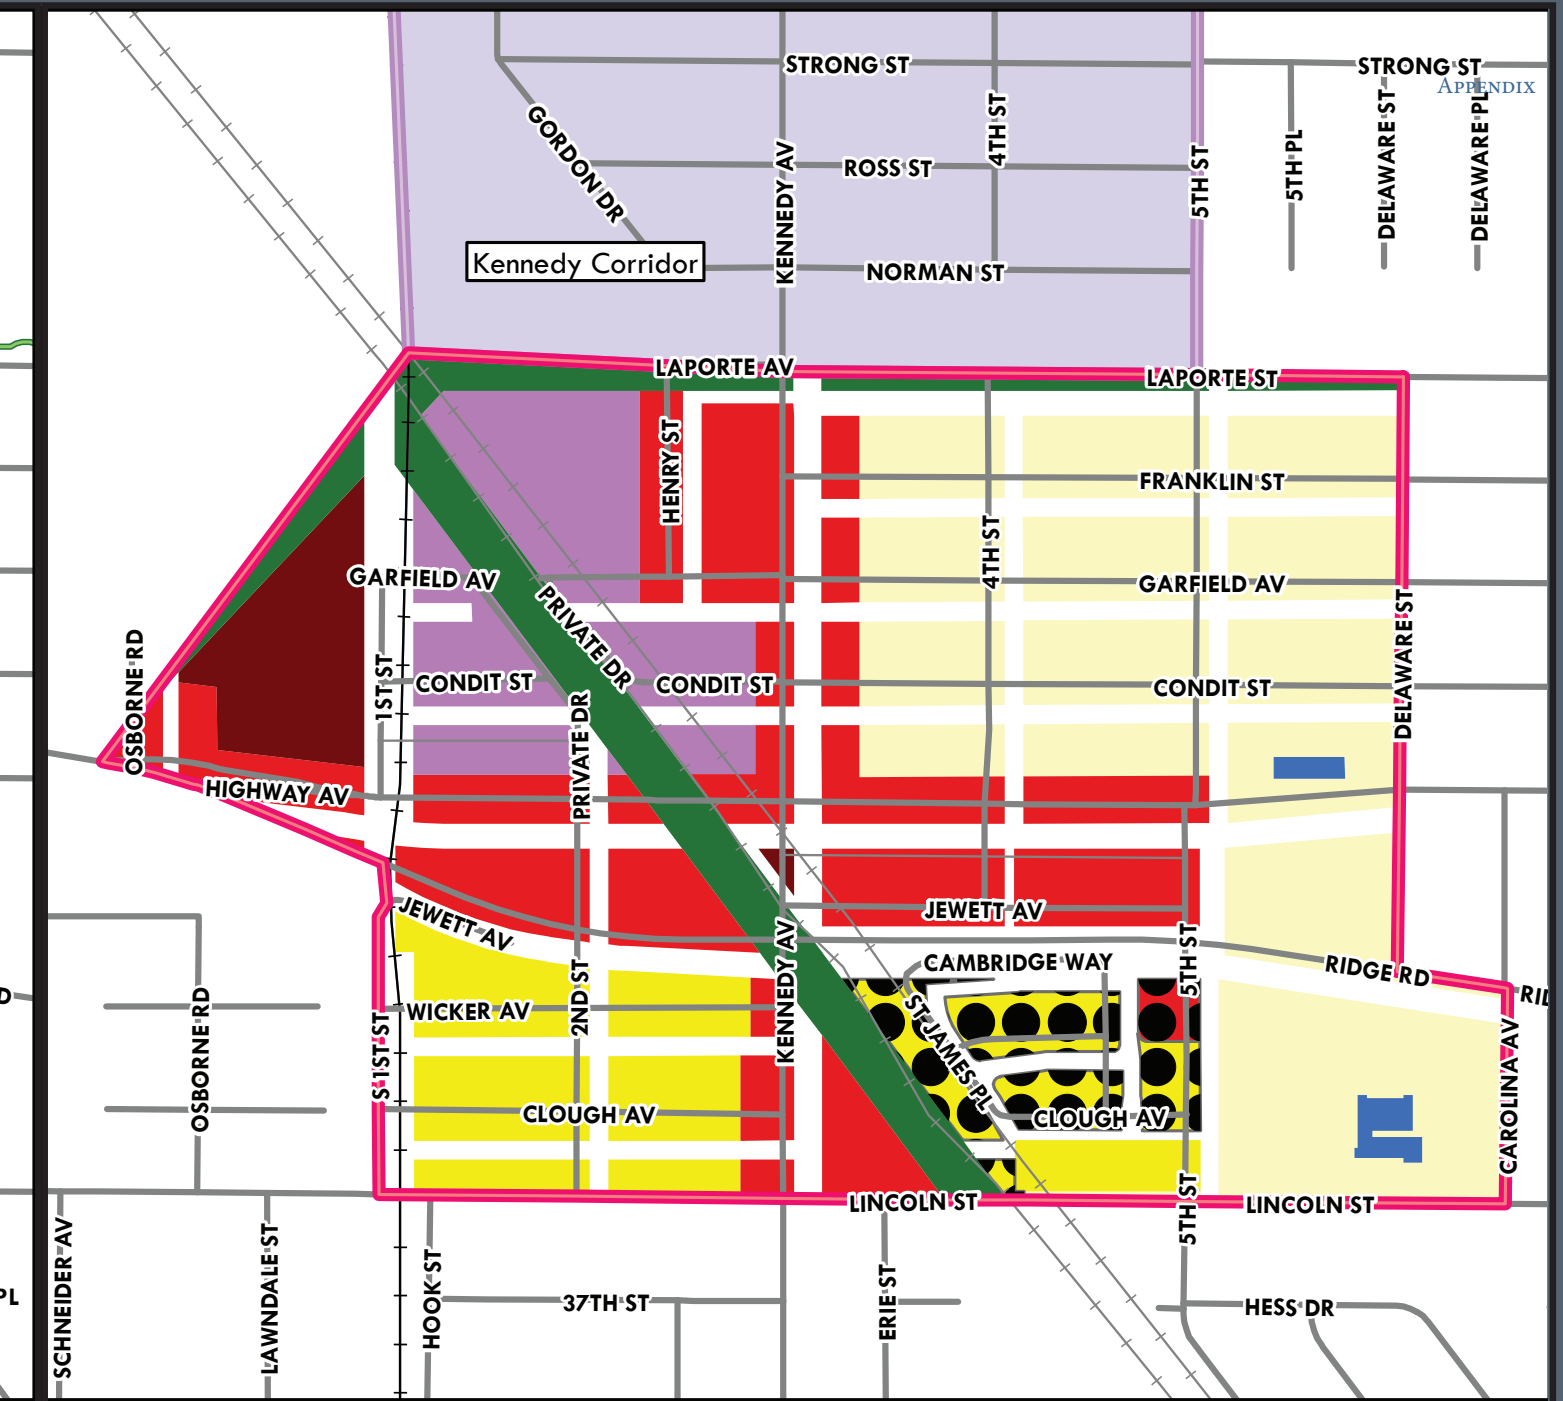 STRONG ST
STRONG ST
APPENDIX
GORDON DR
4TH ST
KENNEDY AV
ROSS ST
5TH ST
5TH PL
DELAWARE ST
DELAWARE PL
Kennedy Corridor
NORMAN ST
LAPORTE AV
LAPORTE ST
HENRY ST
FRANKLIN ST
4TH ST
GARFIELD AV
GARFIELD AV
PRIVATE DR
OSBORNE RD
1ST ST
CONDIT ST
CONDIT ST
CONDIT ST
DELAWARE ST
PRIVATE DR
HIGHWAY AV
JEWETT AV
JEWETT AV
KENNEDY AV
5TH ST
CAMBRIDGE WAY
RIDGE RD
RID
D
OSBORNE RD
S 1ST ST
WICKER AV
2ND ST
ST JAMES PL
CAROLINA AV
CLOUGH AV
CLOUGH AV
LINCOLN ST
5TH ST
LINCOLN ST
PL
SCHNEIDER AV
LAWNDALE ST
HOOK ST
37TH ST
ERIE ST
HESS DR